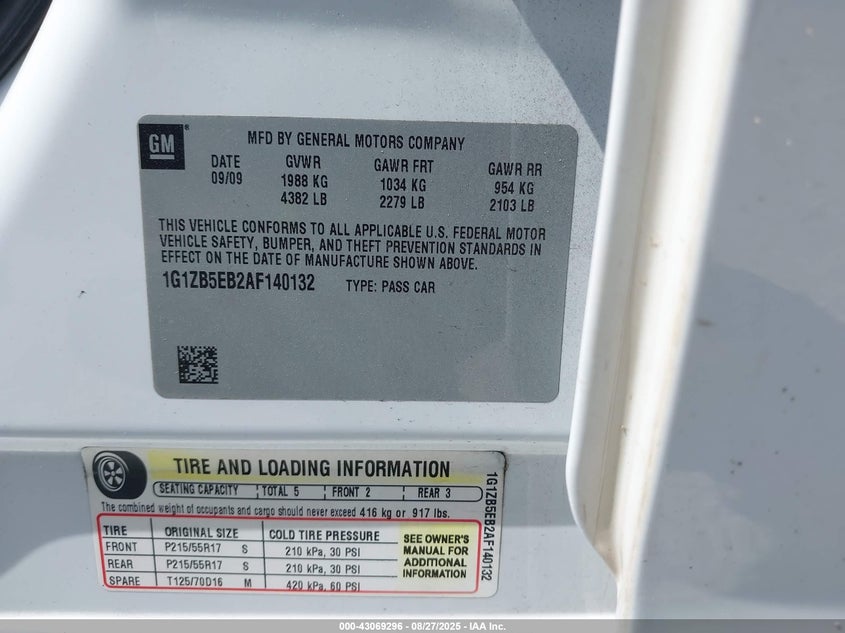 GM
MFD BY GENERAL MOTORS COMPANY
DATE GVWR GAWR FRT GAWR RR
09/09 1988 KG 1034 KG 954 KG
4382 LB 2279 LB 2103 LB
THIS VEHICLE CONFORMS TO ALL APPLICABLE U.S. FEDERAL MOTOR
VEHICLE SAFETY, BUMPER, AND THEFT PREVENTION STANDARDS IN
EFFECT ON THE DATE OF MANUFACTURE SHOWN ABOVE.
1G1ZB5EB2AF140132 TYPE: PASS CAR
TIRE AND LOADING INFORMATION
SEATING CAPACITY TOTAL 5 FRONT 2 REAR 3
The combined weight of occupants and cargo should never exceed 416 kg or 917 lbs.
TIRE ORIGINAL SIZE COLD TIRE PRESSURE
FRONT P215/55R17 S 210 kPa, 30 PSI
REAR P215/55R17 S 210 kPa, 30 PSI
SPARE T125/70D16 M 420 kPa, 60 PSI
SEE OWNER'S
MANUAL FOR
ADDITIONAL
INFORMATION
1G1ZB5EB2AF140132
000-43069296 - 08/27/2025 - IAA Inc.